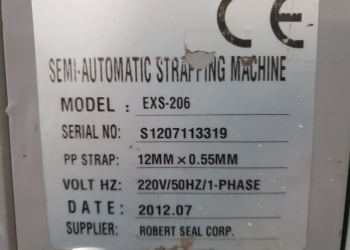 CE
SEMI-AUTOMATIC STRAPPING MACHINE
MODEL: EXS-206
SERIAL NO: S1207113319
PP STRAP: 12MM×0.55MM
VOLT HZ: 220V/50HZ/1-PHASE
DATE: 2012.07
SUPPLIER: ROBERT SEAL CORP.